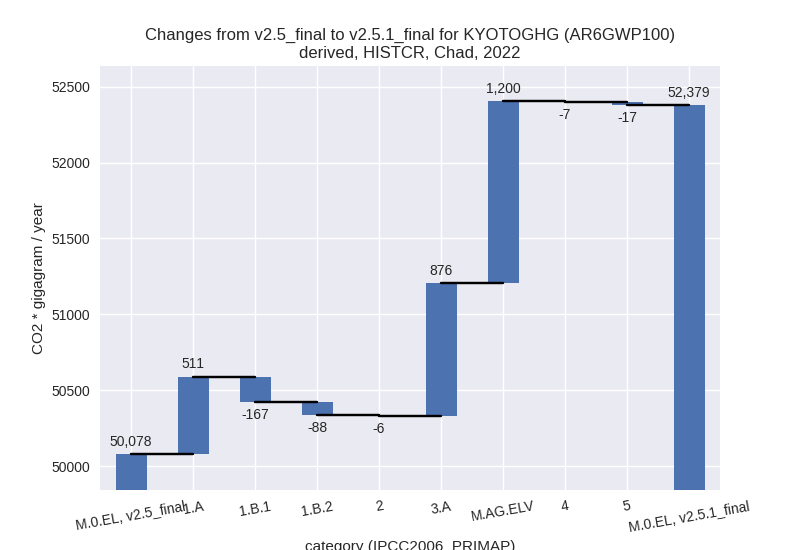 Changes from v2.5_final to v2.5.1_final for KYOTOGHG (AR6GWP100)
derived, HISTCR, Chad, 2022
CO2 * gigagram / year
52500
52000
51500
51000
50500
50000
50,078
511
-167
-88
-6
876
1,200
-7
-17
52,379
M.0.EL, v2.5_final
1.A
1.B.1
1.B.2
2
3.A
M.AG.ELV
4
5
M.0.EL, v2.5.1_final
category (IPCC2006_PRIMAP)